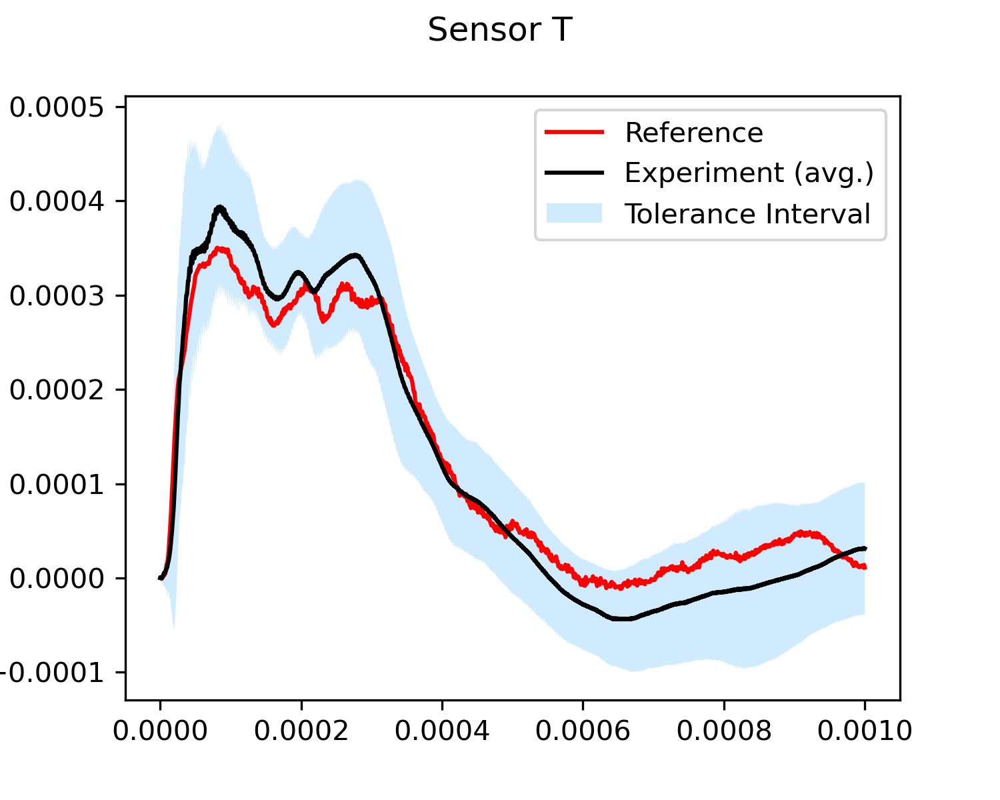 Sensor T
0.0005
0.0004
0.0003
0.0002
0.0001
0.0000
-0.0001
Reference
Experiment (avg.)
Tolerance Interval
0.0000 0.0002 0.0004 0.0006 0.0008 0.0010